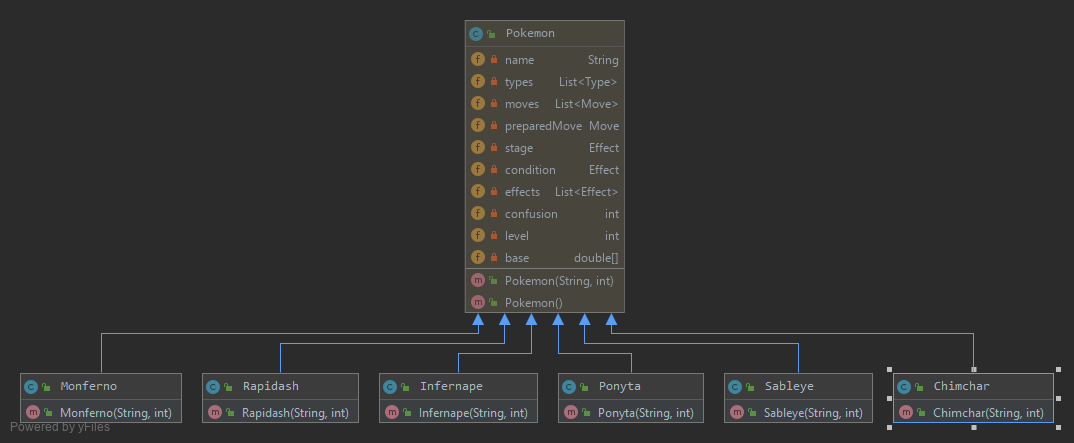 Pokemon
name String
types List<Type>
moves List<Move>
preparedMove Move
stage Effect
condition Effect
effects List<Effect>
confusion int
level int
base double[]
Pokemon(String, int)
Pokemon()
Monferno Rapidash Infernape Ponyta Sableye Chimchar
Monferno(String, int) Rapidash(String, int) Infernape(String, int) Ponyta(String, int) Sableye(String, int) Chimchar(String, int)
Powered by yFiles